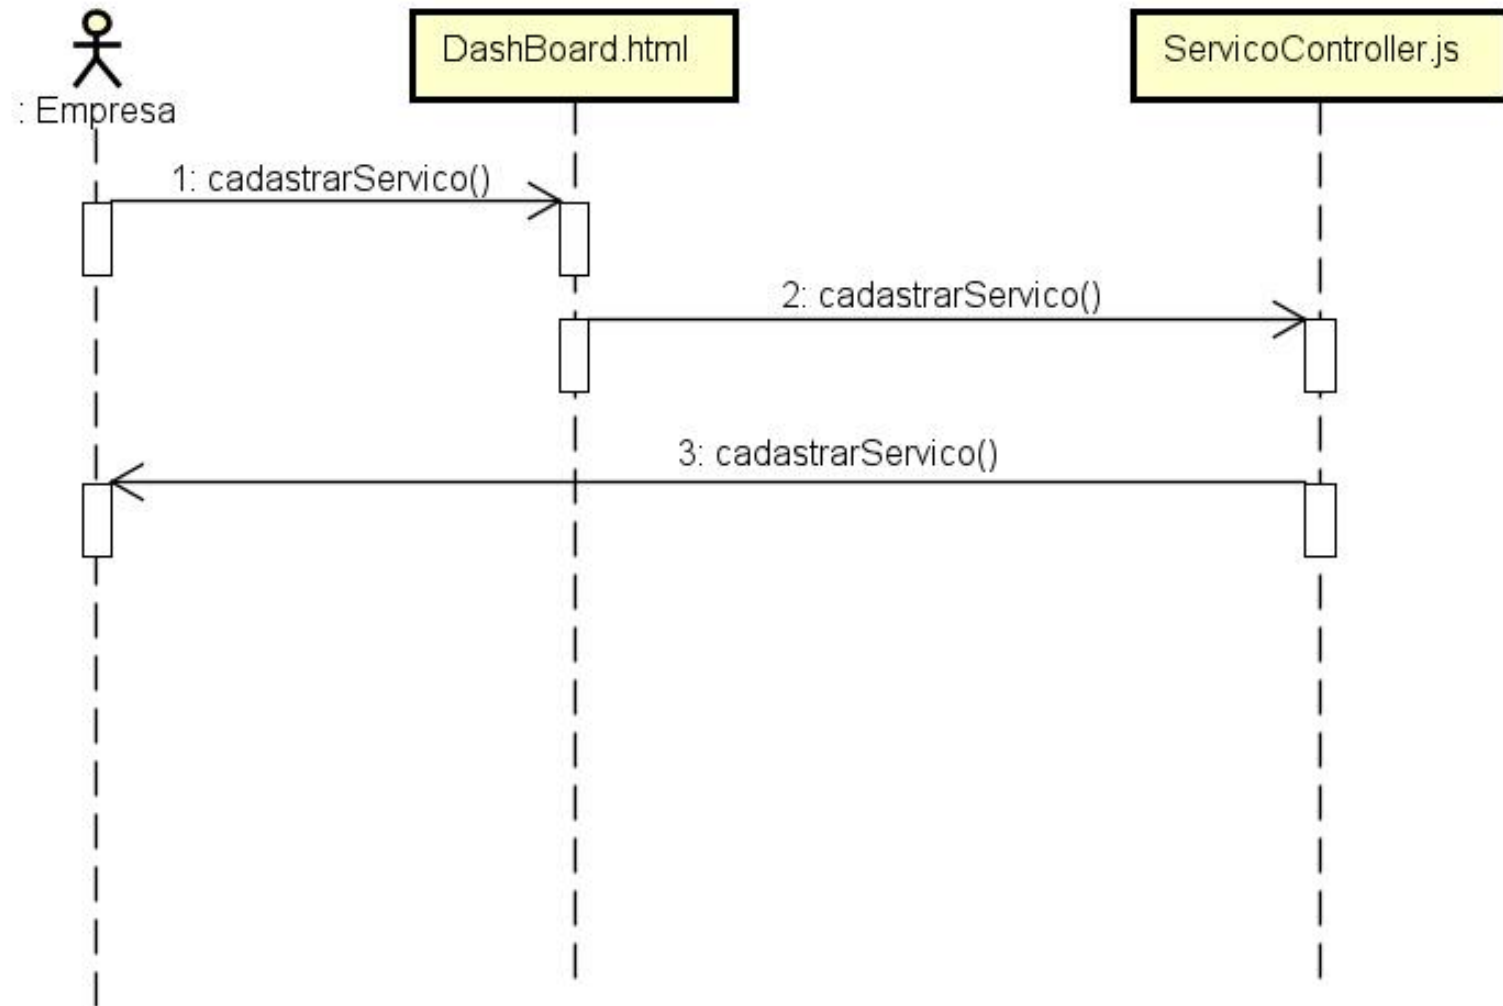 DashBoard.html
ServicoController.js
: Empresa
1: cadastrarServico()
2: cadastrarServico()
3: cadastrarServico()